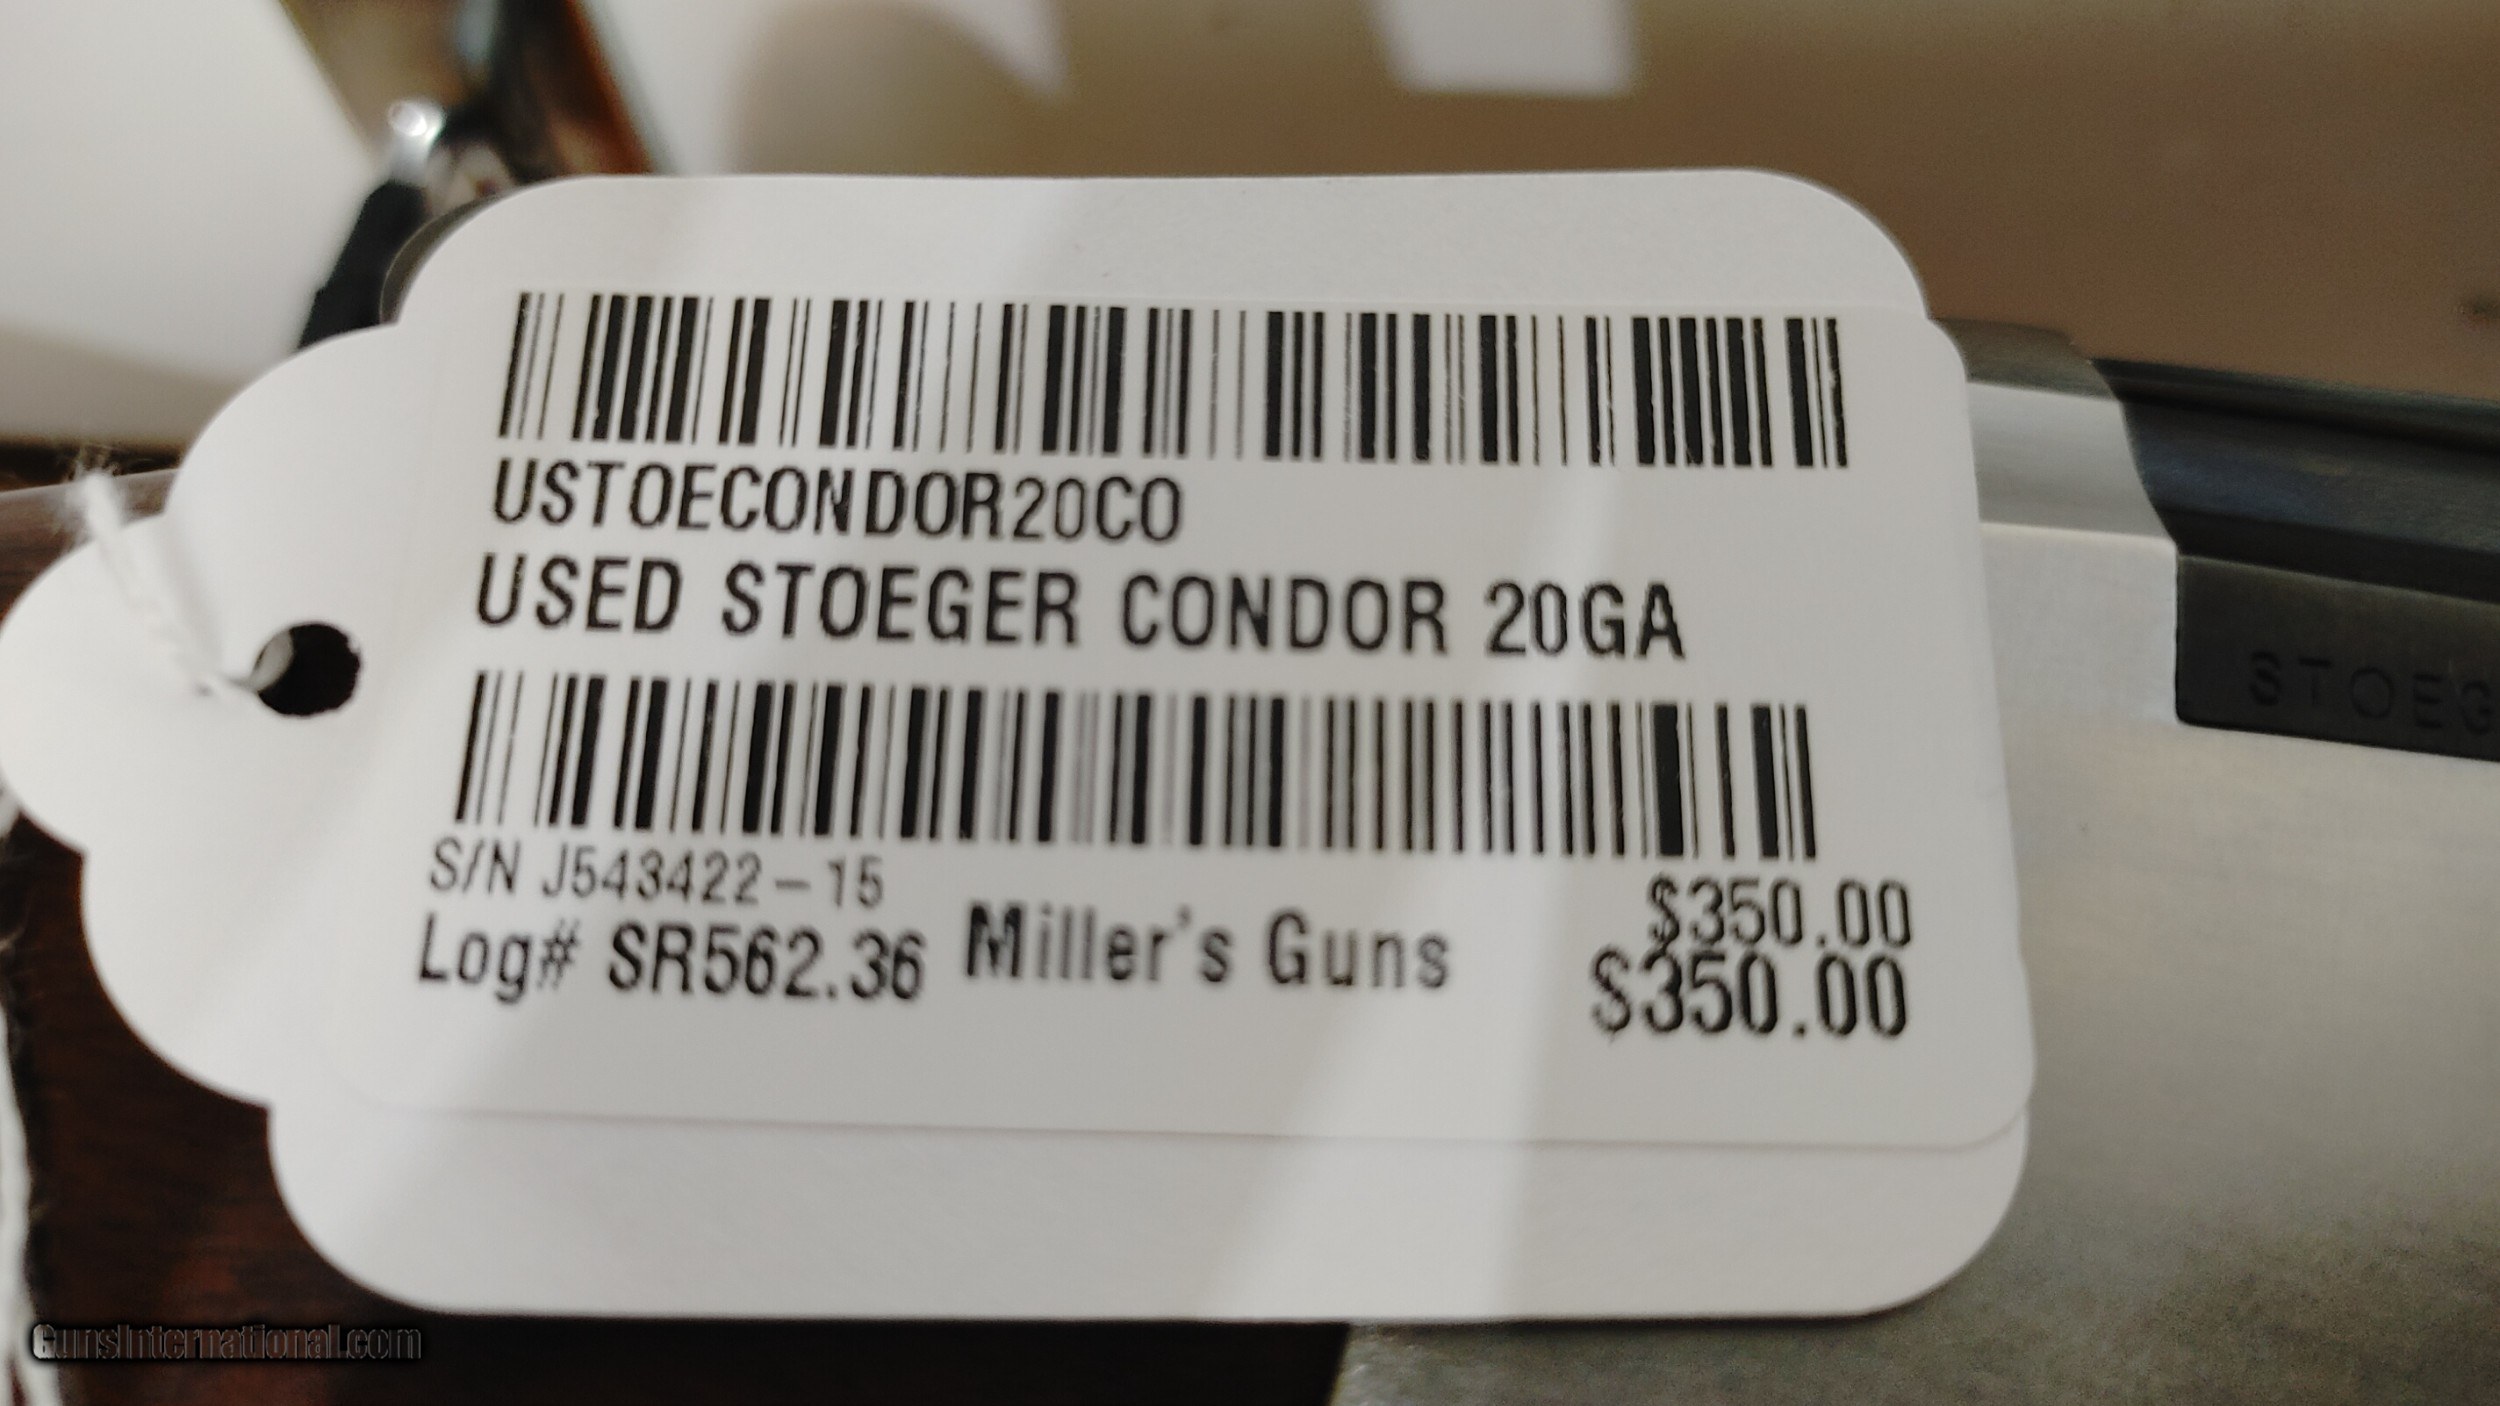 USTOECONDOR20CO
USED STOEGER CONDOR 20GA
S/N J543422-15
Log# SR562.36 Miller's Guns
$350.00
$350.00
STOEG
GunsInternational.com